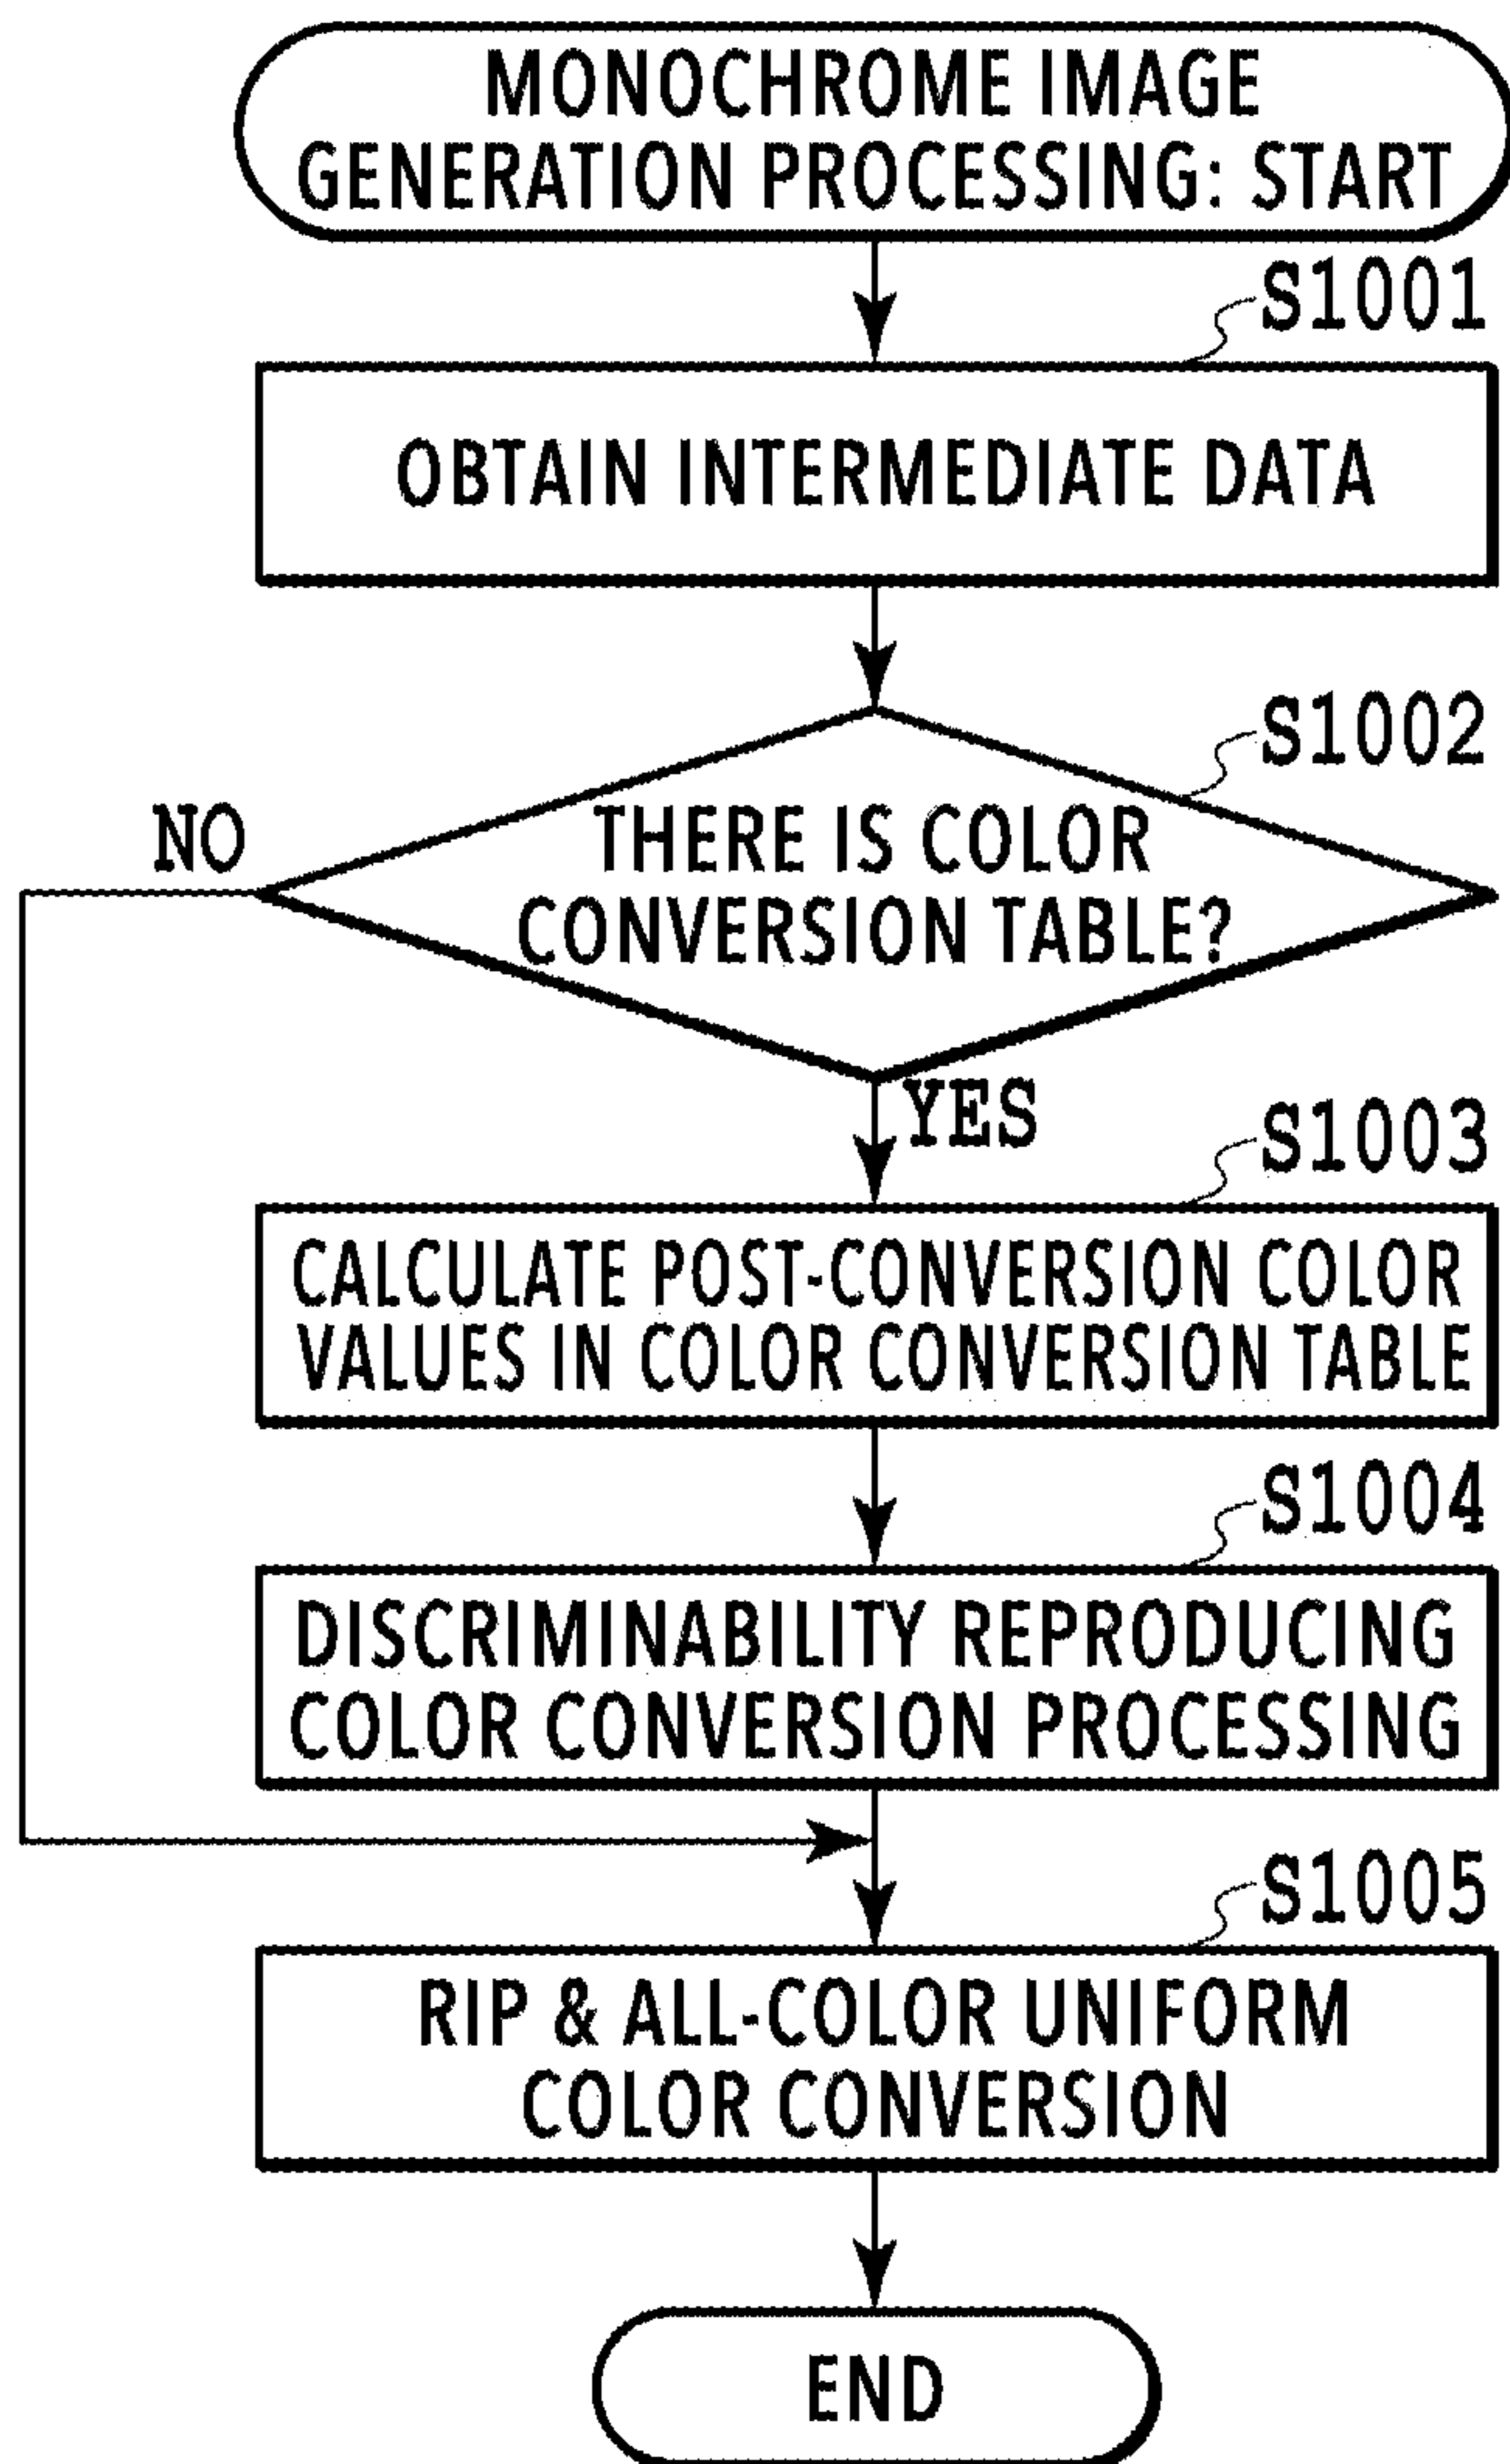 MONOCHROME IMAGE
GENERATION PROCESSING: START
S1001
OBTAIN INTERMEDIATE DATA
S1002
NO
THERE IS COLOR
CONVERSION TABLE?
YES
S1003
CALCULATE POST-CONVERSION COLOR
VALUES IN COLOR CONVERSION TABLE
S1004
DISCRIMINABILITY REPRODUCING
COLOR CONVERSION PROCESSING
S1005
RIP & ALL-COLOR UNIFORM
COLOR CONVERSION
END